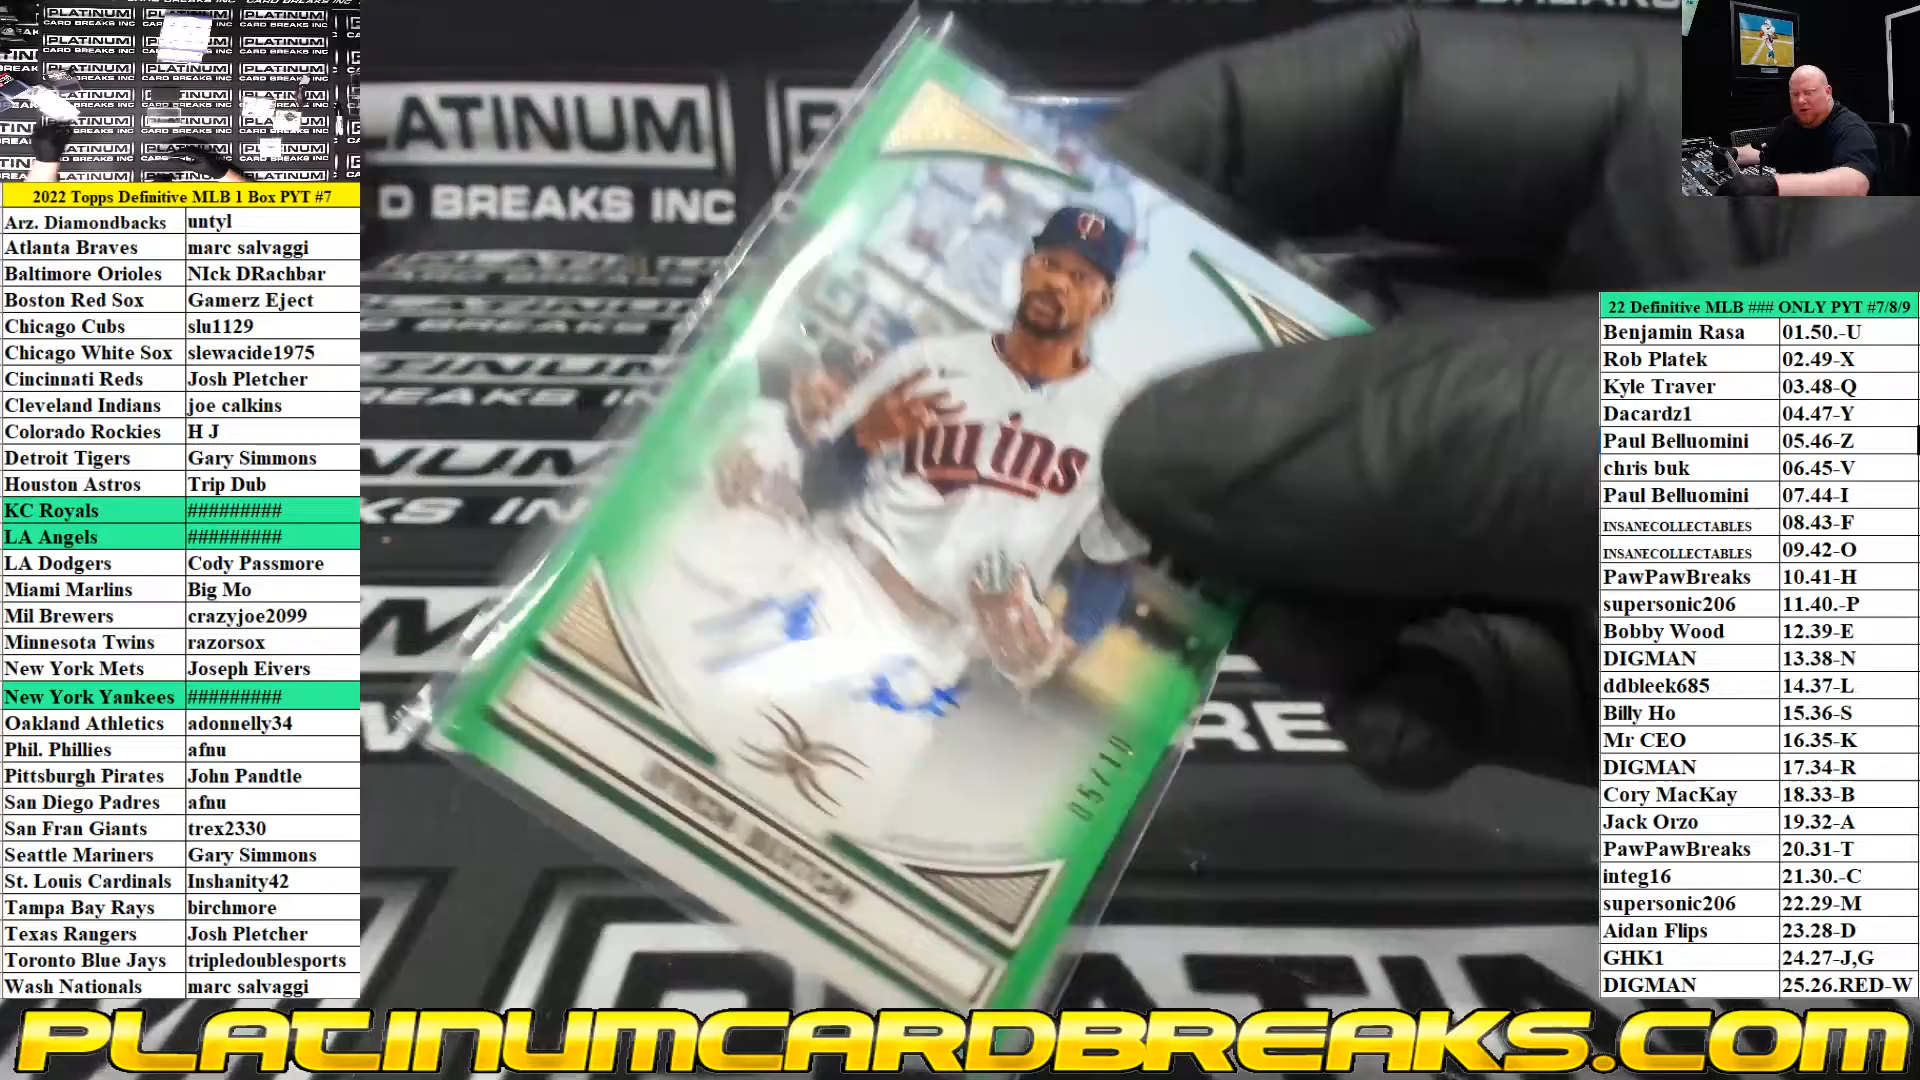 2022 Topps Definitive MLB 1 Box PYT #7
Arz. Diamondbacks untyl
Atlanta Braves marc salvaggi
Baltimore Orioles NIck DRachbar
Boston Red Sox Gamerz Eject
Chicago Cubs slu1129
Chicago White Sox slewacide1975
Cincinnati Reds Josh Pletcher
Cleveland Indians joe calkins
Colorado Rockies H J
Detroit Tigers Gary Simmons
Houston Astros Trip Dub
KC Royals #########
LA Angels #########
LA Dodgers Cody Passmore
Miami Marlins Big Mo
Mil Brewers crazyjoe2099
Minnesota Twins razorsox
New York Mets Joseph Eivers
New York Yankees #########
Oakland Athletics adonnelly34
Phil. Phillies afnu
Pittsburgh Pirates John Pandtle
San Diego Padres afnu
San Fran Giants trex2330
Seattle Mariners Gary Simmons
St. Louis Cardinals Inshanity42
Tampa Bay Rays birchmore
Texas Rangers Josh Pletcher
Toronto Blue Jays tripledoublesports
Wash Nationals marc salvaggi
PLATINUM
CARD BREAKS INC
Twins
BYRON BUXTON
05/10
22 Definitive MLB ### ONLY PYT #7/8/9
Benjamin Rasa 01.50.-U
Rob Platek 02.49-X
Kyle Traver 03.48-Q
Dacardz1 04.47-Y
Paul Belluomini 05.46-Z
chris buk 06.45-V
Paul Belluomini 07.44-I
INSANECOLLECTABLES 08.43-F
INSANECOLLECTABLES 09.42-O
PawPawBreaks 10.41-H
supersonic206 11.40.-P
Bobby Wood 12.39-E
DIGMAN 13.38-N
ddbleek685 14.37-L
Billy Ho 15.36-S
Mr CEO 16.35-K
DIGMAN 17.34-R
Cory MacKay 18.33-B
Jack Orzo 19.32-A
PawPawBreaks 20.31-T
integ16 21.30.-C
supersonic206 22.29-M
Aidan Flips 23.28-D
GHK1 24.27-J,G
DIGMAN 25.26.RED-W
PLATINUMCARDBREAKS.COM